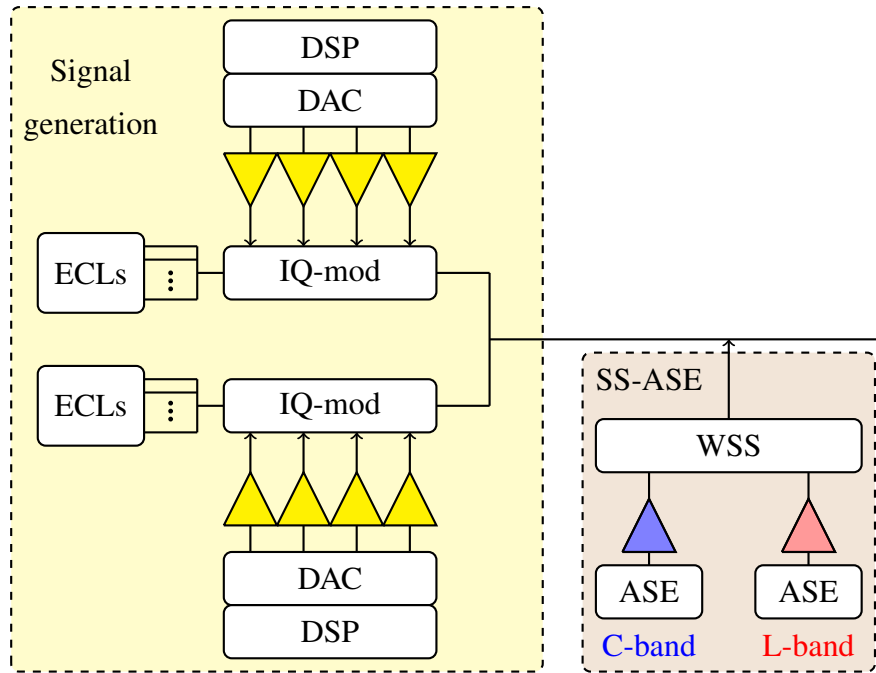 DSP
Signal
generation
DAC
ECLs
⋮
IQ-mod
ECLs
⋮
IQ-mod
SS-ASE
WSS
DAC
ASE
ASE
DSP
C-band
L-band